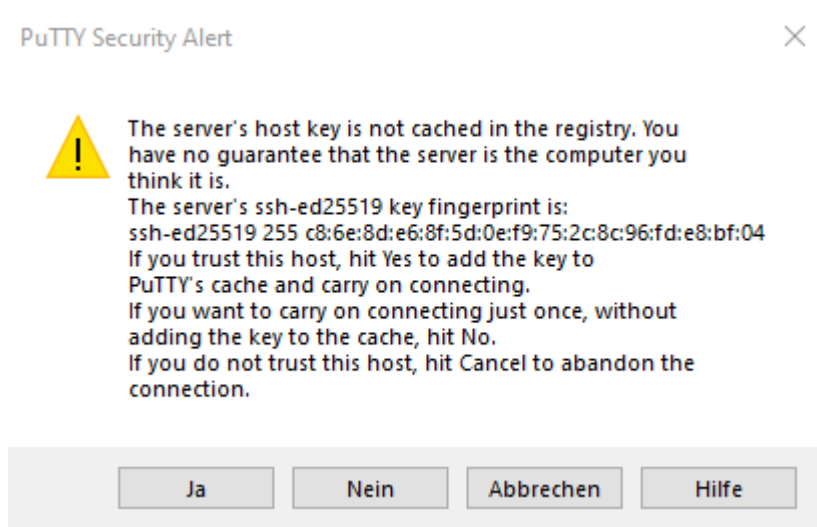 PuTTY Security Alert
The server's host key is not cached in the registry. You
have no guarantee that the server is the computer you
think it is.
The server's ssh-ed25519 key fingerprint is:
ssh-ed25519 255 c8:6e:8d:e6:8f:5d:0e:f9:75:2c:8c:96:fd:e8:bf:04
If you trust this host, hit Yes to add the key to
PuTTY's cache and carry on connecting.
If you want to carry on connecting just once, without
adding the key to the cache, hit No.
If you do not trust this host, hit Cancel to abandon the
connection.
Ja Nein Abbrechen Hilfe